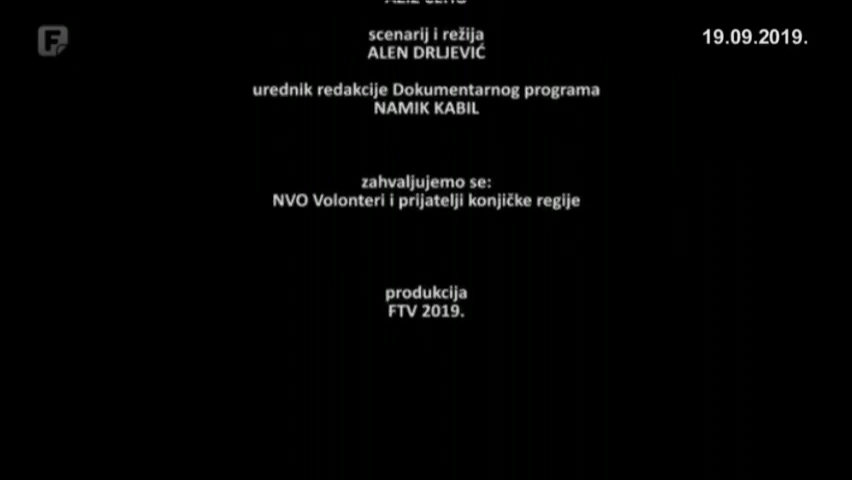 scenarij i režija
ALEN DRLJEVIĆ
19.09.2019.
urednik redakcije Dokumentarnog programa
NAMIK KABIL
zahvaljujemo se:
NVO Volonteri i prijatelji konjičke regije
produkcija
FTV 2019.